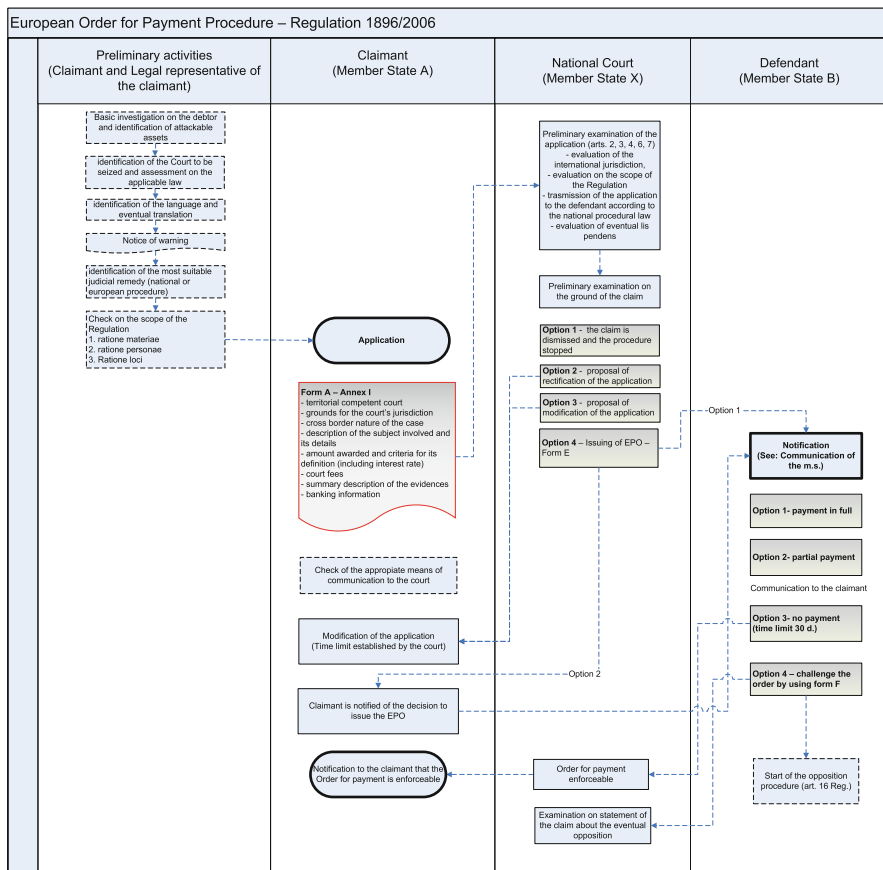 European Order for Payment Procedure – Regulation 1896/2006
Preliminary activities
(Claimant and Legal representative of
the claimant)
Claimant
(Member State A)
National Court
(Member State X)
Defendant
(Member State B)
Basic investigation on the debtor
and identification of attackable
assets
identification of the Court to be
seized and assessment on the
applicable law
identification of the language and
eventual translation
Notice of warning
identification of the most suitable
judicial remedy (national or
european procedure)
Check on the scope of the
Regulation
1. ratione materiae
2. ratione personae
3. Ratione loci
Application
Form A – Annex I
- territorial competent court
- grounds for the court's jurisdiction
- cross border nature of the case
- description of the subject involved and
its details
- amount awarded and criteria for its
definition (including interest rate)
- court fees
- summary description of the evidences
- banking information
Check of the appropiate means of
communication to the court
Modification of the application
(Time limit established by the court)
Claimant is notified of the decision to
issue the EPO
Notification to the claimant that the
Order for payment is enforceable
Preliminary examination of the
application (arts. 2, 3, 4, 6, 7)
- evaluation of the
international jurisdiction,
- evaluation on the scope of
the Regulation
- trasmission of the application
to the defendant according to
the national procedural law
- evaluation of eventual lis
pendens
Preliminary examination on
the ground of the claim
Option 1 - the claim is
dismissed and the procedure
stopped
Option 2 - proposal of
rectification of the application
Option 3 - proposal of
modification of the application
Option 4 – Issuing of EPO –
Form E
Option 1
Option 2
Order for payment
enforceable
Examination on statement of
the claim about the eventual
opposition
Notification
(See: Communication of
the m.s.)
Option 1- payment in full
Option 2- partial payment
Communication to the claimant
Option 3- no payment
(time limit 30 d.)
Option 4 – challenge the
order by using form F
Start of the opposition
procedure (art. 16 Reg.)